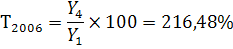 T₂₀₀₆ = Y₄/Y₁ × 100 = 216,48%